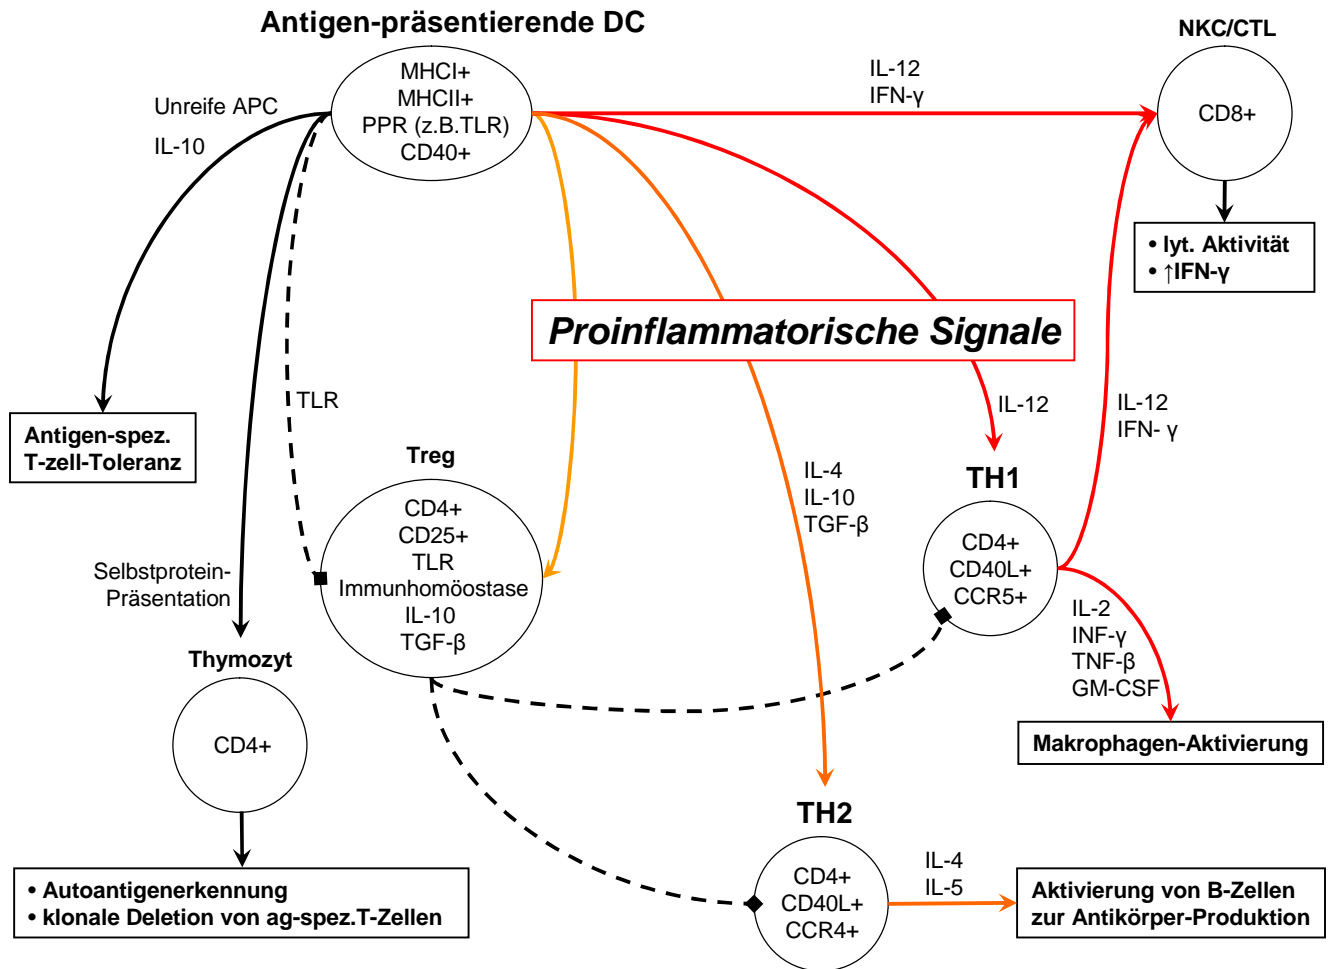 Antigen-präsentierende DC
MHCI+
MHCII+
PPR (z.B.TLR)
CD40+
Unreife APC
IL-10
IL-12
IFN-γ
NKC/CTL
CD8+
• lyt. Aktivität
• ↑IFN-γ
Proinflammatorische Signale
TLR
IL-12
IL-12
IFN- γ
Antigen-spez.
T-zell-Toleranz
Treg
CD4+
CD25+
TLR
Immunhomöostase
IL-10
TGF-β
IL-4
IL-10
TGF-β
TH1
CD4+
CD40L+
CCR5+
Selbstprotein-
Präsentation
IL-2
INF-γ
TNF-β
GM-CSF
Makrophagen-Aktivierung
Thymozyt
CD4+
• Autoantigenerkennung
• klonale Deletion von ag-spez.T-Zellen
TH2
CD4+
CD40L+
CCR4+
IL-4
IL-5
Aktivierung von B-Zellen
zur Antikörper-Produktion